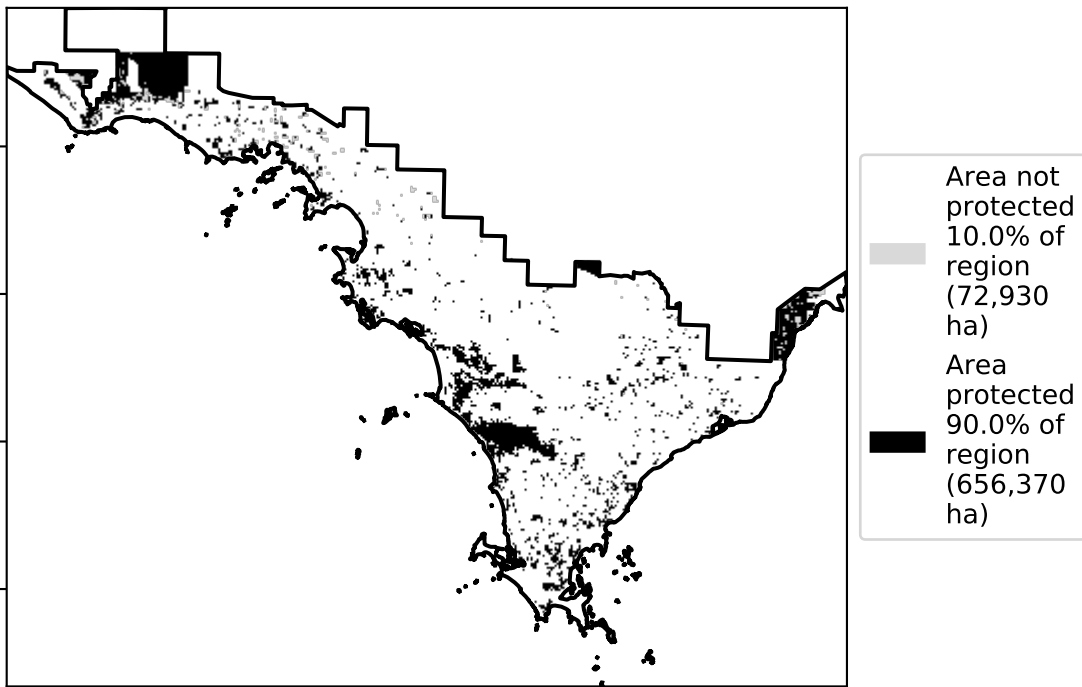 Area not
protected
10.0% of
region
(72,930
ha)
Area
protected
90.0% of
region
(656,370
ha)